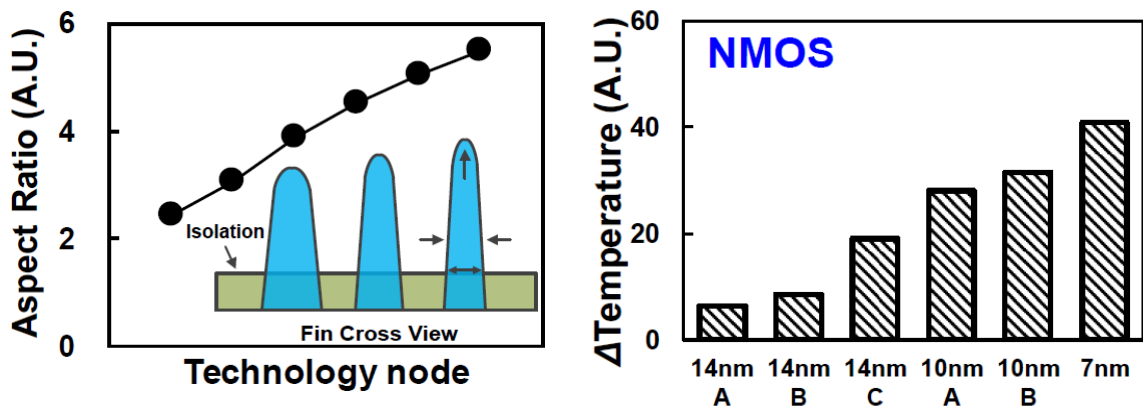 Aspect Ratio (A.U.)
6
4
2
0
Isolation
Fin Cross View
Technology node
ΔTemperature (A.U.)
60
40
20
0
NMOS
14nm 14nm 14nm 10nm 10nm 7nm
A B C A B